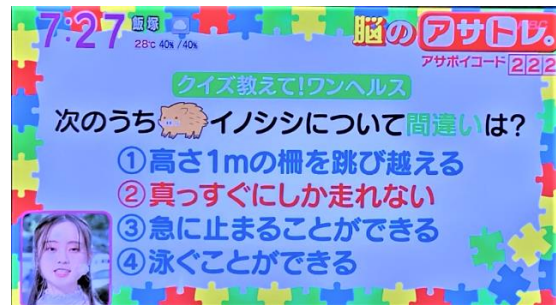 7:27 飯塚
28℃ 40% / 40%
脳のアサトレ。
アサポイコード 222
クイズ教えて!ワンヘルス
次のうち イノシシについて間違いは?
①高さ1mの柵を跳び越える
②真っすぐにしか走れない
③急に止まることができる
④泳ぐことができる